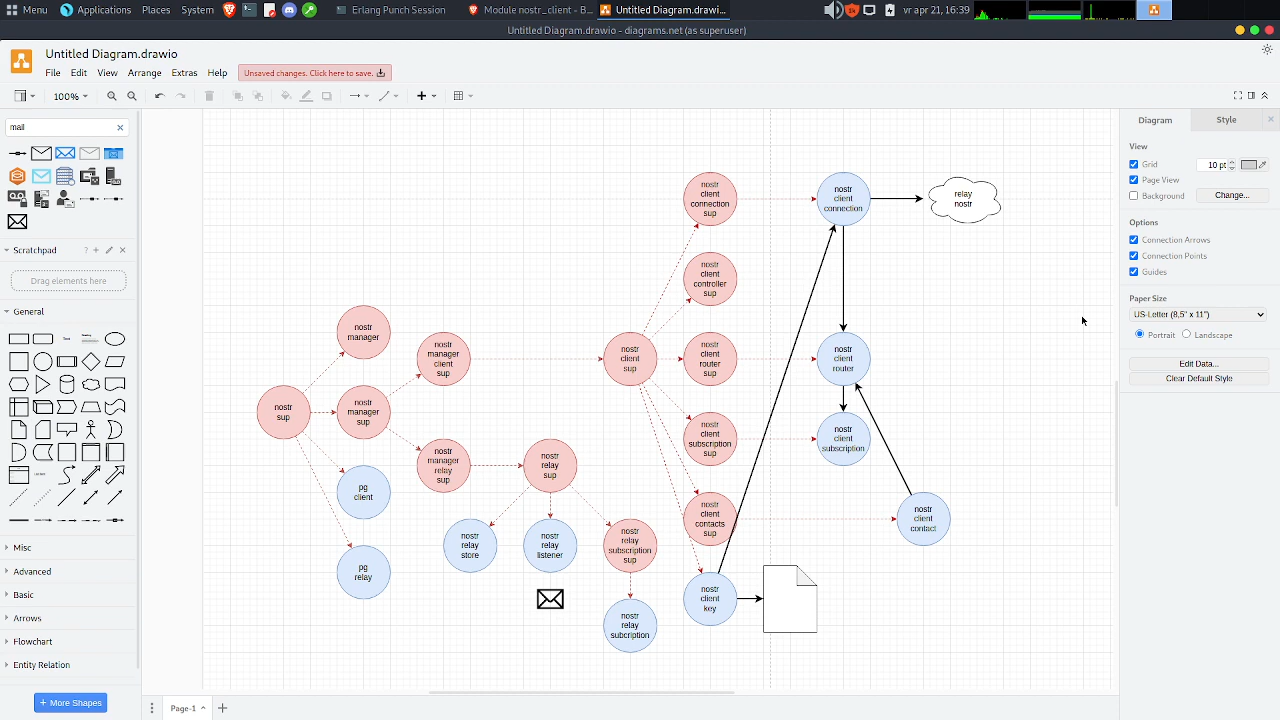 Menu
Applications
Places
System
Erlang Punch Session
Module nostr_client - B...
Untitled Diagram.drawi...
vr apr 21, 16:39
Untitled Diagram.drawio - diagrams.net (as superuser)
Untitled Diagram.drawio
File
Edit
View
Arrange
Extras
Help
Unsaved changes. Click here to save.
100%
mail
Scratchpad
Drag elements here
General
Text
Misc
Advanced
Basic
Arrows
Flowchart
Entity Relation
+ More Shapes
nostr
client
connection
sup
nostr
client
connection
relay
nostr
nostr
client
controller
sup
nostr
manager
nostr
manager
client
sup
nostr
client
sup
nostr
client
router
sup
nostr
client
router
nostr
sup
nostr
manager
sup
nostr
manager
relay
sup
nostr
relay
sup
nostr
client
subscription
sup
nostr
client
subscription
pg
client
nostr
relay
store
nostr
relay
listener
nostr
relay
subscription
sup
nostr
client
contacts
sup
nostr
client
contact
pg
relay
nostr
relay
subcription
nostr
client
key
Page-1
Diagram
Style
View
Grid
10 pt
Page View
Background
Change...
Options
Connection Arrows
Connection Points
Guides
Paper Size
US-Letter (8,5" x 11")
Portrait
Landscape
Edit Data...
Clear Default Style